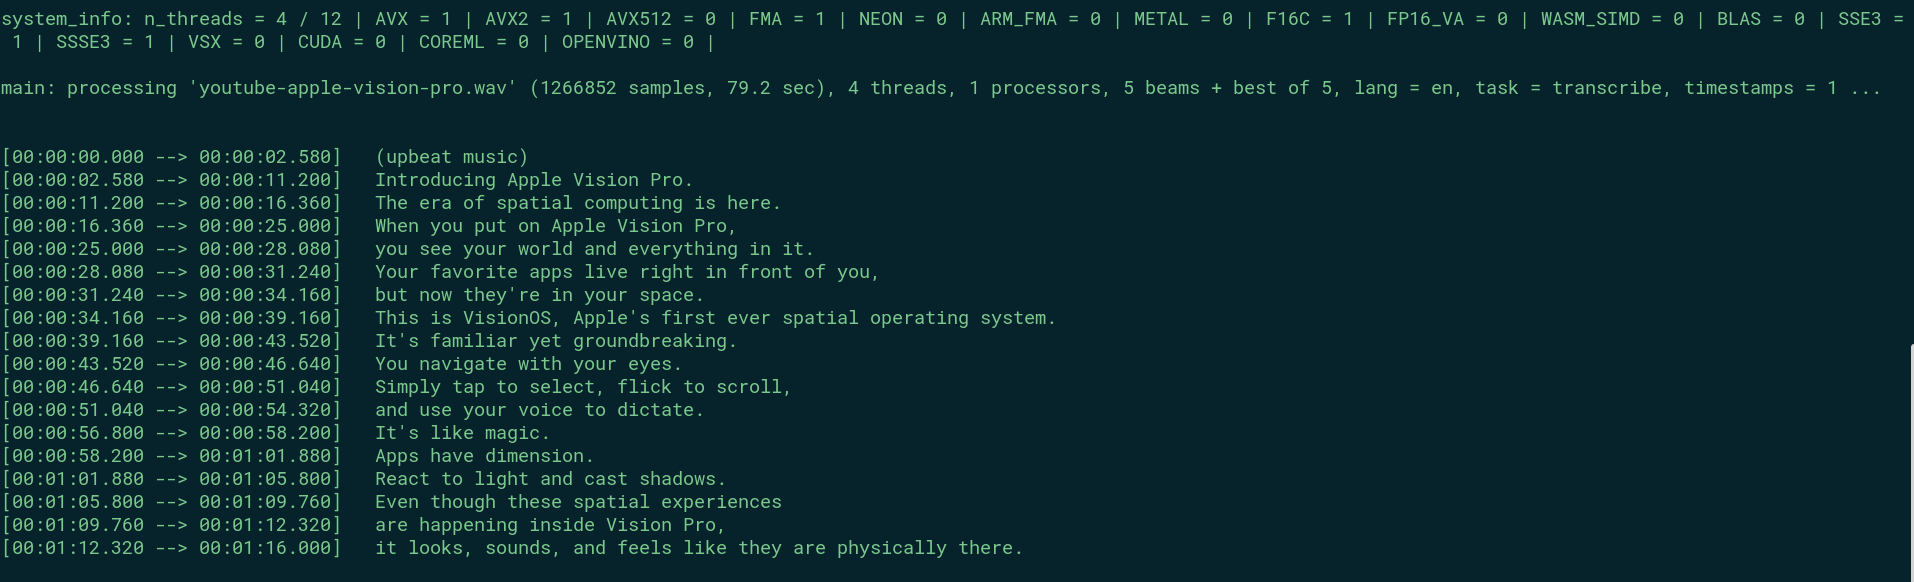 system_info: n_threads = 4 / 12 | AVX = 1 | AVX2 = 1 | AVX512 = 0 | FMA = 1 | NEON = 0 | ARM_FMA = 0 | METAL = 0 | F16C = 1 | FP16_VA = 0 | WASM_SIMD = 0 | BLAS = 0 | SSE3 =
1 | SSSE3 = 1 | VSX = 0 | CUDA = 0 | COREML = 0 | OPENVINO = 0 |
main: processing 'youtube-apple-vision-pro.wav' (1266852 samples, 79.2 sec), 4 threads, 1 processors, 5 beams + best of 5, lang = en, task = transcribe, timestamps = 1 ...
[00:00:00.000 --> 00:00:02.580]   (upbeat music)
[00:00:02.580 --> 00:00:11.200]   Introducing Apple Vision Pro.
[00:00:11.200 --> 00:00:16.360]   The era of spatial computing is here.
[00:00:16.360 --> 00:00:25.000]   When you put on Apple Vision Pro,
[00:00:25.000 --> 00:00:28.080]   you see your world and everything in it.
[00:00:28.080 --> 00:00:31.240]   Your favorite apps live right in front of you,
[00:00:31.240 --> 00:00:34.160]   but now they're in your space.
[00:00:34.160 --> 00:00:39.160]   This is VisionOS, Apple's first ever spatial operating system.
[00:00:39.160 --> 00:00:43.520]   It's familiar yet groundbreaking.
[00:00:43.520 --> 00:00:46.640]   You navigate with your eyes.
[00:00:46.640 --> 00:00:51.040]   Simply tap to select, flick to scroll,
[00:00:51.040 --> 00:00:54.320]   and use your voice to dictate.
[00:00:56.800 --> 00:00:58.200]   It's like magic.
[00:00:58.200 --> 00:01:01.880]   Apps have dimension.
[00:01:01.880 --> 00:01:05.800]   React to light and cast shadows.
[00:01:05.800 --> 00:01:09.760]   Even though these spatial experiences
[00:01:09.760 --> 00:01:12.320]   are happening inside Vision Pro,
[00:01:12.320 --> 00:01:16.000]   it looks, sounds, and feels like they are physically there.